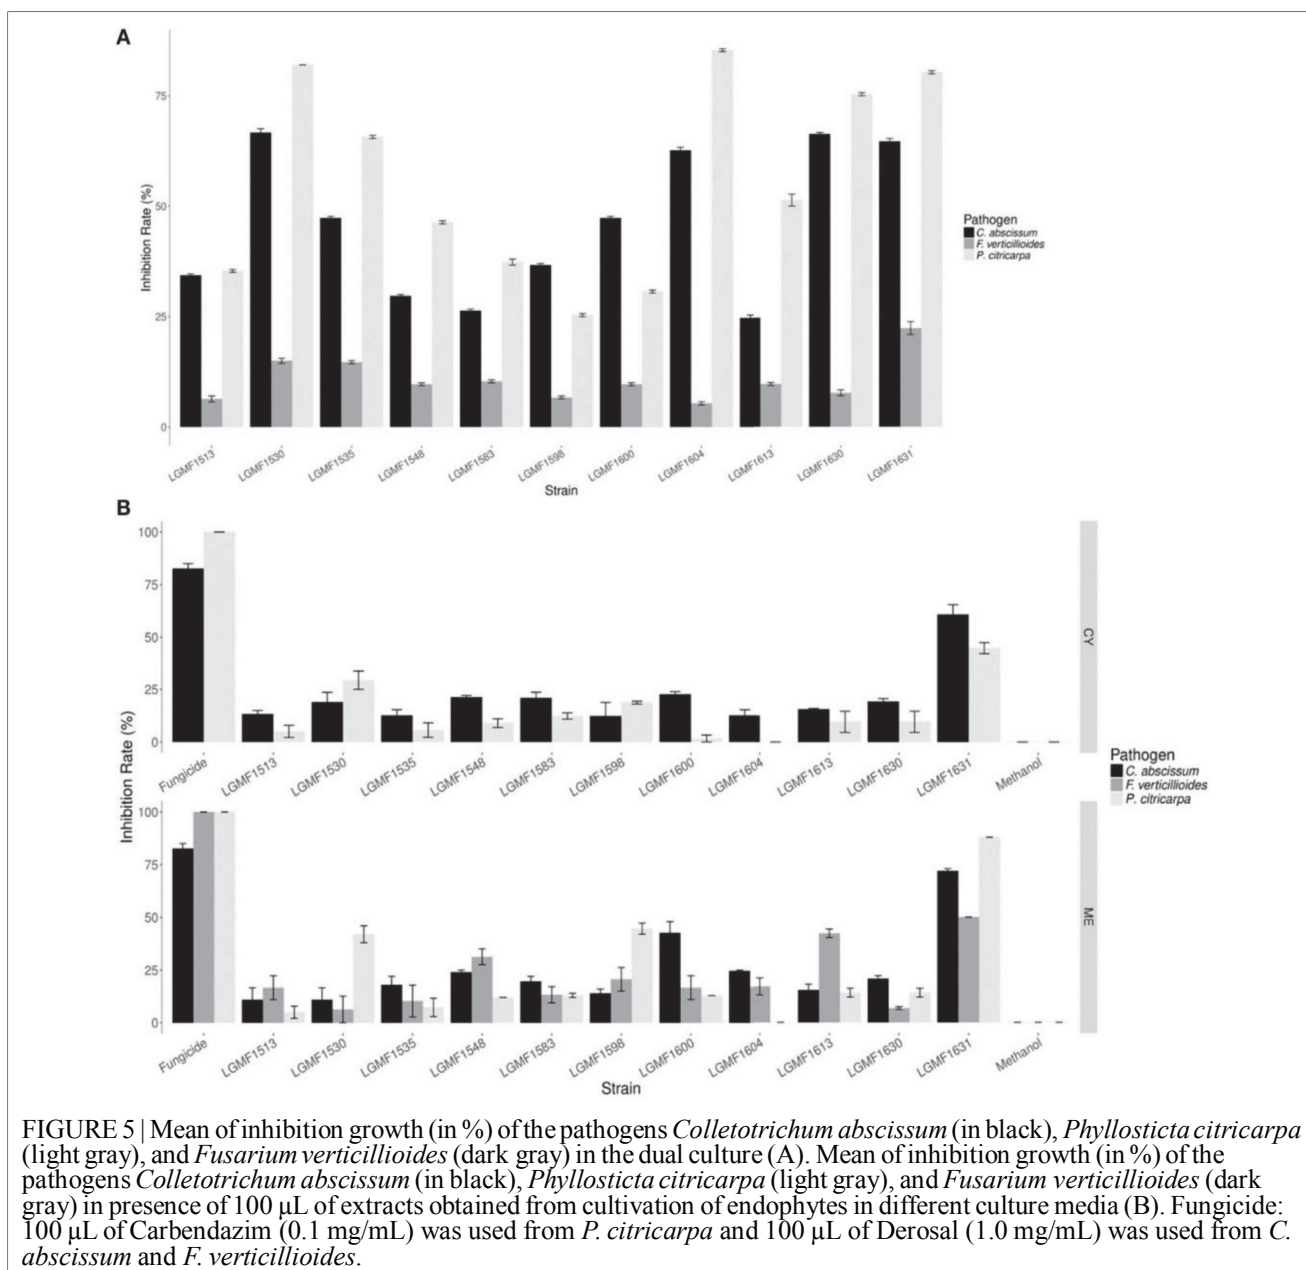 A
75
50
25
0
Inhibition Rate (%)
LGMF1513
LGMF1530
LGMF1535
LGMF1548
LGMF1583
LGMF1598
LGMF1600
LGMF1604
LGMF1613
LGMF1630
LGMF1631
Strain
Pathogen
C. abscissum
F. verticillioides
P. citricarpa
B
100
75
50
25
0
Fungicide
LGMF1513
LGMF1530
LGMF1535
LGMF1548
LGMF1583
LGMF1598
LGMF1600
LGMF1604
LGMF1613
LGMF1630
LGMF1631
Methanol
CY
Inhibition Rate (%)
Pathogen
C. abscissum
F. verticillioides
P. citricarpa
100
75
50
25
0
Fungicide
LGMF1513
LGMF1530
LGMF1535
LGMF1548
LGMF1583
LGMF1598
LGMF1600
LGMF1604
LGMF1613
LGMF1630
LGMF1631
Methanol
ME
Strain
FIGURE 5 | Mean of inhibition growth (in %) of the pathogens Colletotrichum abscissum (in black), Phyllosticta citricarpa
(light gray), and Fusarium verticillioides (dark gray) in the dual culture (A). Mean of inhibition growth (in %) of the
pathogens Colletotrichum abscissum (in black), Phyllosticta citricarpa (light gray), and Fusarium verticillioides (dark
gray) in presence of 100 µL of extracts obtained from cultivation of endophytes in different culture media (B). Fungicide:
100 µL of Carbendazim (0.1 mg/mL) was used from P. citricarpa and 100 µL of Derosal (1.0 mg/mL) was used from C.
abscissum and F. verticillioides.